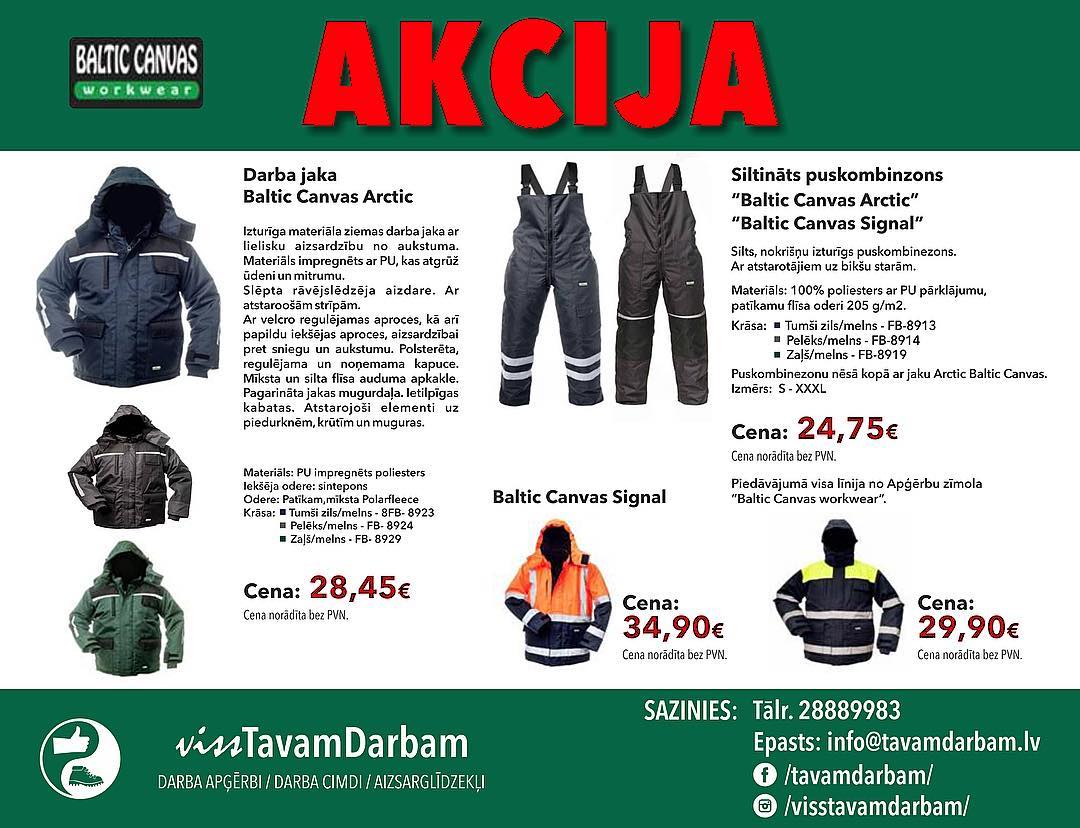 BALTIC CANVAS
workwear
AKCIJA
Darba jaka
Baltic Canvas Arctic
Izturīga materiāla ziemas darba jaka ar
lielisku aizsardzību no aukstuma.
Materiāls impregnēts ar PU, kas atgrūž
ūdeni un mitrumu.
Slēpta rāvējslēdzēja aizdare. Ar
atstaroošām strīpām.
Ar velcro regulējamas aproces, kā arī
papildu iekšējas aproces, aizsardzībai
pret sniegu un aukstumu. Polsterēta,
regulējama un noņemama kapuce.
Mīksta un silta flīsa auduma apkakle.
Pagarināta jakas mugurdaļa. Ietilpīgas
kabatas. Atstarojoši elementi uz
piedurknēm, krūtīm un muguras.
Materiāls: PU impregnēts poliesters
Iekšēja odere: sintepons
Odere: Patīkam,mīksta Polarfleece
Krāsa: Tumši zils/melns - 8FB- 8923
Pelēks/melns - FB- 8924
Zaļš/melns - FB- 8929
Cena: 28,45€
Cena norādīta bez PVN.
Siltināts puskombinzons
“Baltic Canvas Arctic”
“Baltic Canvas Signal”
Silts, nokrišņu izturīgs puskombinezons.
Ar atstarotājiem uz bikšu starām.
Materiāls: 100% poliesters ar PU pārklājumu,
patīkamu flīsa oderi 205 g/m2.
Krāsa: Tumši zils/melns - FB-8913
Pelēks/melns - FB-8914
Zaļš/melns - FB-8919
Puskombinezonu nēsā kopā ar jaku Arctic Baltic Canvas.
Izmērs: S - XXXL
Cena: 24,75€
Cena norādīta bez PVN.
Piedāvājumā visa līnija no Apģērbu zīmola
“Baltic Canvas workwear”.
Baltic Canvas Signal
Cena:
34,90€
Cena norādīta bez PVN.
Cena:
29,90€
Cena norādīta bez PVN.
vissTavamDarbam
DARBA APĢĒRBI / DARBA CIMDI / AIZSARGLĪDZEKĻI
SAZINIES: Tālr. 28889983
Epasts: info@tavamdarbam.lv
/tavamdarbam/
/visstavamdarbam/